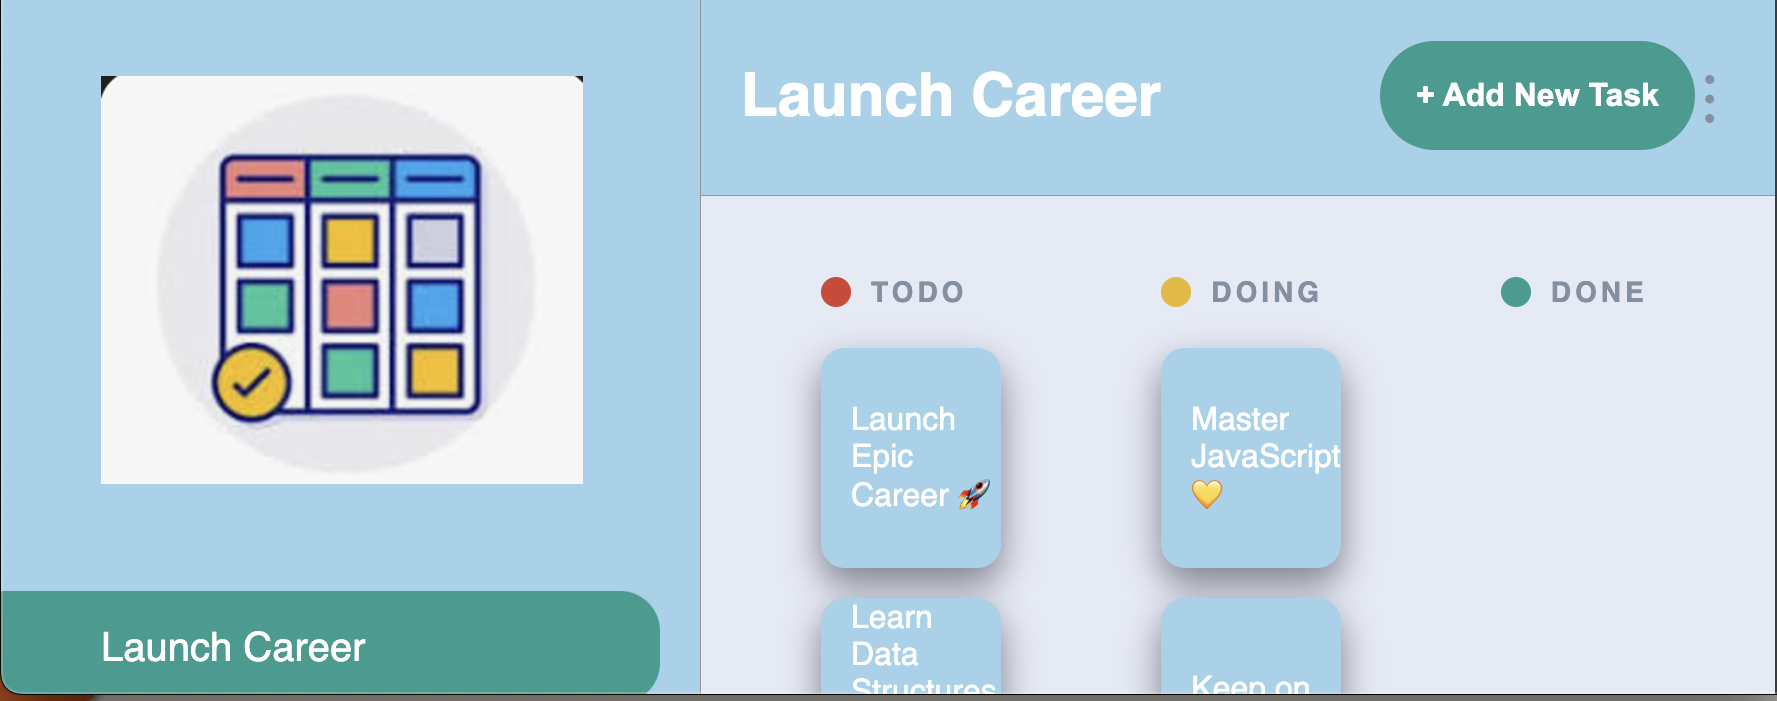 Launch Career
Launch Career
+ Add New Task
TODO
DOING
DONE
Launch
Epic
Career 🚀
Master
JavaScript
💛
Learn
Data
Structures
Keep on